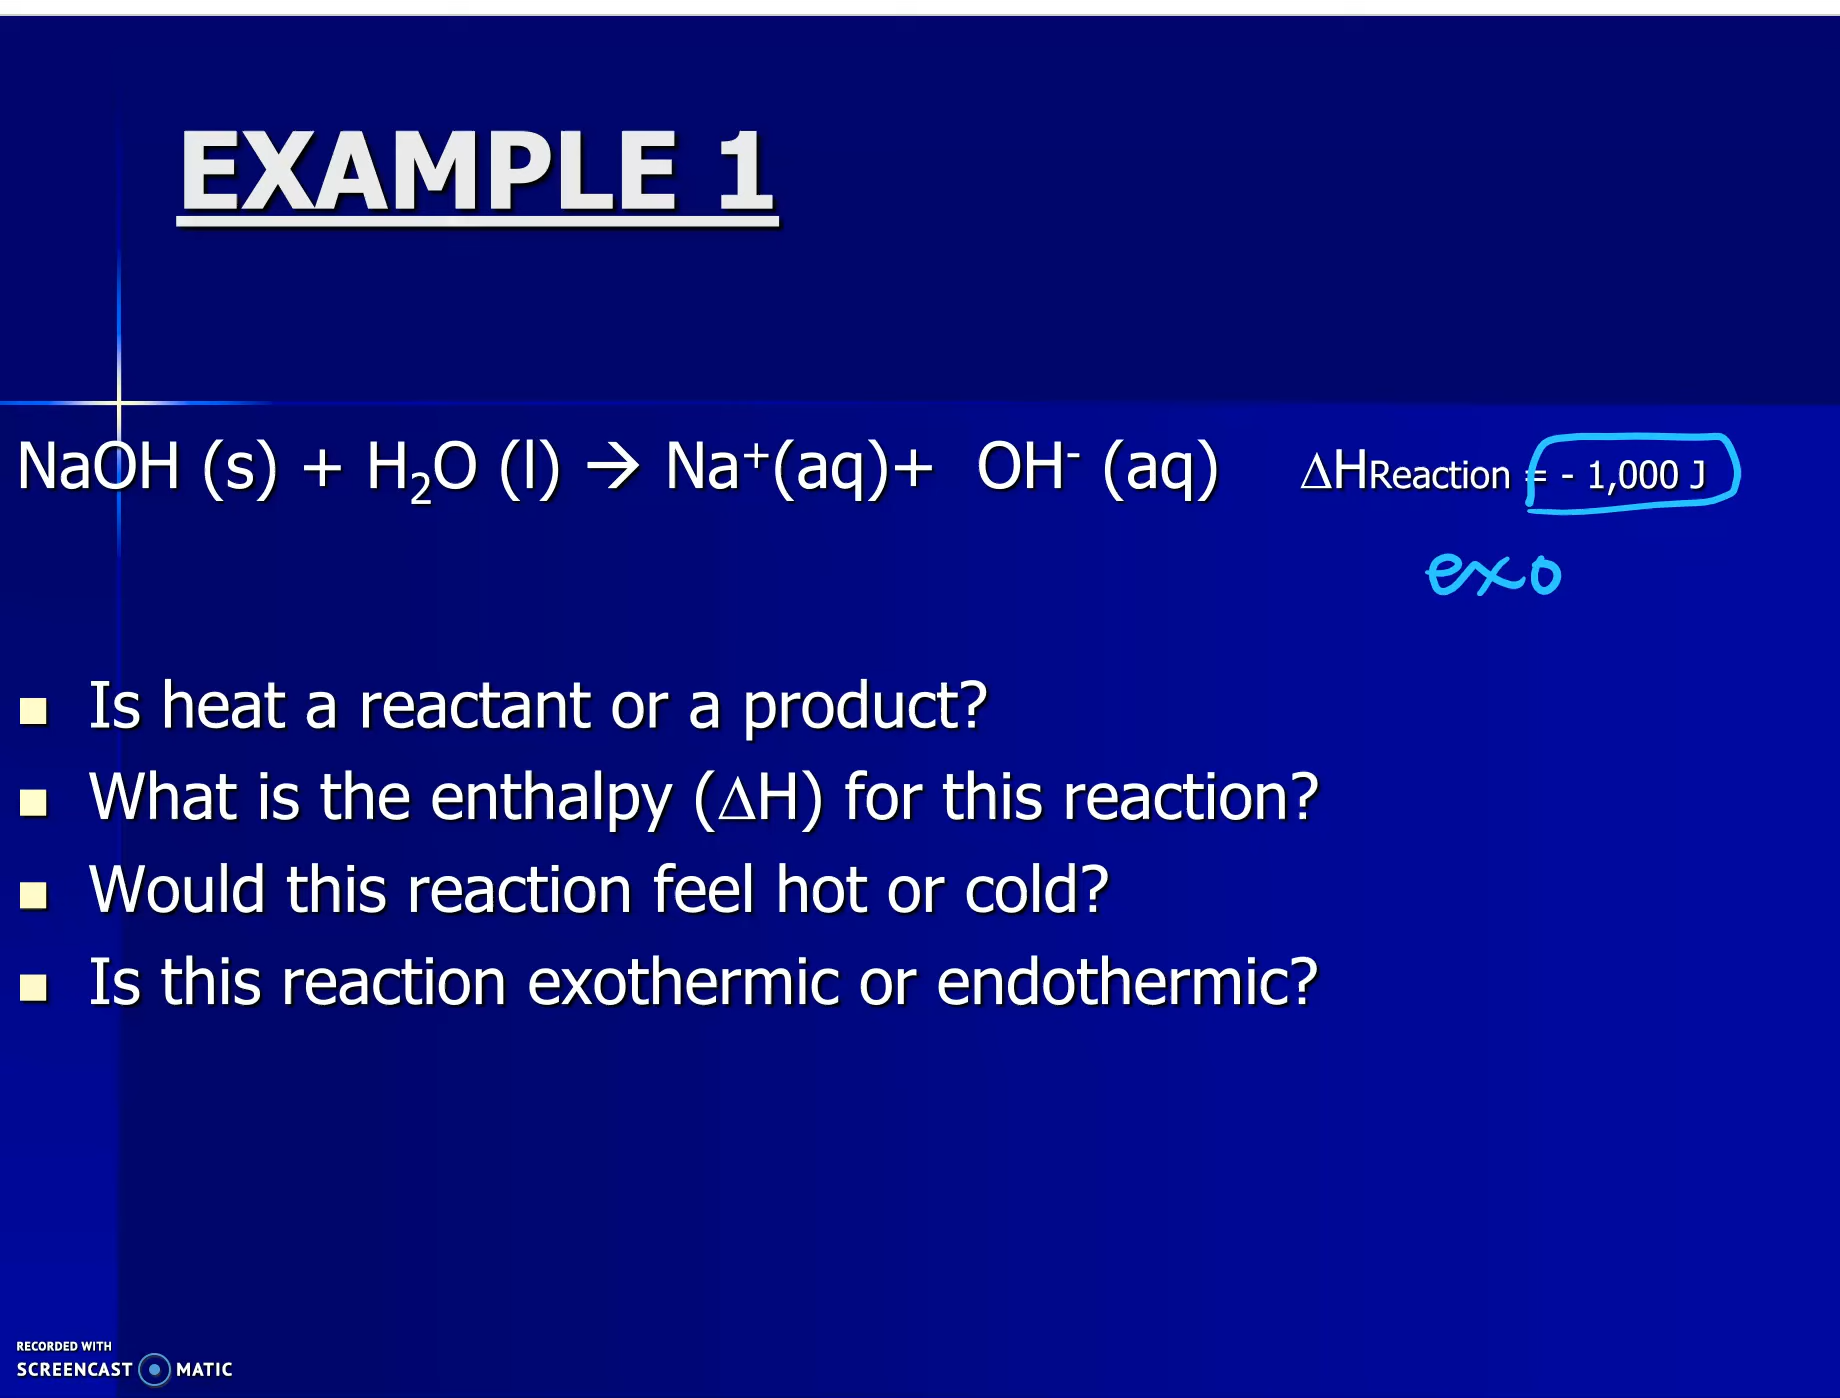 EXAMPLE 1
NaOH (s) + H₂O (l) → Na⁺(aq)+ OH⁻ (aq) ΔHReaction = - 1,000 J
exo
■ Is heat a reactant or a product?
■ What is the enthalpy (ΔH) for this reaction?
■ Would this reaction feel hot or cold?
■ Is this reaction exothermic or endothermic?
RECORDED WITH
SCREENCAST MATIC